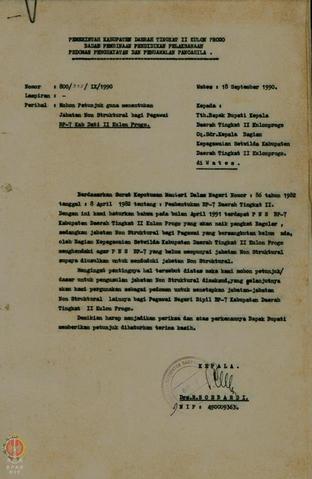 PEMERINTAH KABUPATEN DAERAH TINGKAT II KULON PROGO
BADAN PEMBINAAN PENDIDIKAN PELAKSANAAN
PEDOMAN PENGHAYATAN DAN PENGAMALAN PANCASILA.
Nomor : 800/ /IX/1990
Wates : 18 September 1990.
Lampiran : -
Perihal : Mohon Petunjuk guna menentukan
Jabatan Non Struktural bagi Pegawai
BP-7 Kab Dati II Kulon Progo.
Kepada :
Yth.Bapak Bupati Kepala
Daerah Tingkat II Kulonprogo
Cq.Sdr.Kepala Bagian
Kepegawaian Setwilda Kabupaten
Daerah Tingkat II Kulonprogo.
di W a t e s.
Berdasarkan Surat Keputusan Menteri Dalam Negeri Nomor : 86 tahun 1982
tanggal : 8 April 1982 tentang : Pembentukan BP-7 Daerah Tingkat II.
Dengan ini kami haturkan bahwa pada bulan April 1991 terdapat P N S BP-7
Kabupaten Daerah Tingkat II Kulon Progo yang akan naik pangkat Reguler,
sedangkan jabatan Non Struktural bagi Pegawai yang bersangkutan belum ada,
oleh Bagian Kepegawaian Setwilda Kabupaten Daerah Tingkat II Kulon Progo
menghendaki agar P N S BP-7 yang belum mempunyai jabatan Non Struktural
supaya diusulkan untuk menduduki jabatan Non Struktural.
Mengingat pentingnya hal tersebut diatas maka kami mohon petunjuk/
dasar untuk pengusulan jabatan Non Struktural dimaksud,yang selanjutnya
akan kami pergunakan sebagai pedoman untuk menetapkan jabatan-jabatan
Non Struktural lainnya bagi Pegawai Negeri Sipil BP-7 Kabupaten Daerah
Tingkat II Kulon Progo.
Demikian harap menjadikan periksa dan atas perkenannya Bapak Bupati
memberikan petunjuk dihaturkan terima kasih.
K E P A L A.
Drs.R.SOENARDI.
N I P : 490009363.